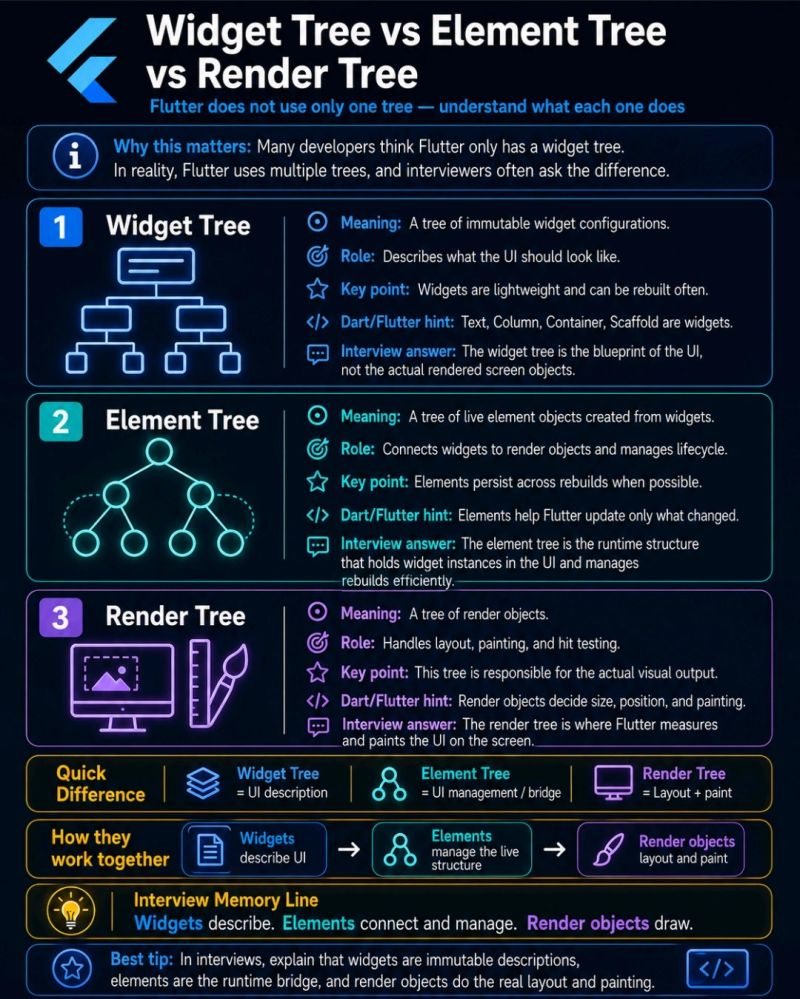 Widget Tree vs Element Tree
vs Render Tree
Flutter does not use only one tree — understand what each one does
i
Why this matters: Many developers think Flutter only has a widget tree.
In reality, Flutter uses multiple trees, and interviewers often ask the difference.
1
Widget Tree
Meaning: A tree of immutable widget configurations.
Role: Describes what the UI should look like.
Key point: Widgets are lightweight and can be rebuilt often.
</> Dart/Flutter hint: Text, Column, Container, Scaffold are widgets.
Interview answer: The widget tree is the blueprint of the UI,
not the actual rendered screen objects.
2
Element Tree
Meaning: A tree of live element objects created from widgets.
Role: Connects widgets to render objects and manages lifecycle.
Key point: Elements persist across rebuilds when possible.
</> Dart/Flutter hint: Elements help Flutter update only what changed.
Interview answer: The element tree is the runtime structure
that holds widget instances in the UI and manages
rebuilds efficiently.
3
Render Tree
Meaning: A tree of render objects.
Role: Handles layout, painting, and hit testing.
Key point: This tree is responsible for the actual visual output.
</> Dart/Flutter hint: Render objects decide size, position, and painting.
Interview answer: The render tree is where Flutter measures
and paints the UI on the screen.
Quick
Difference
Widget Tree
= UI description
Element Tree
= UI management / bridge
Render Tree
= Layout + paint
How they
work together
Widgets
describe UI
→
Elements
manage the live
structure
→
Render objects
layout and paint
Interview Memory Line
Widgets describe. Elements connect and manage. Render objects draw.
Best tip: In interviews, explain that widgets are immutable descriptions,
elements are the runtime bridge, and render objects do the real layout and painting.
</>